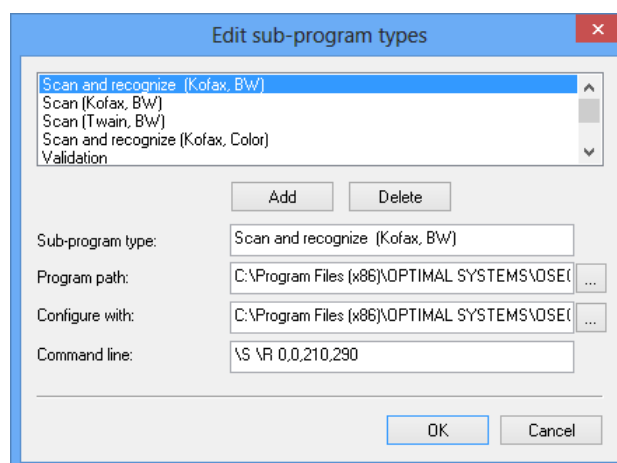 Edit sub-program types
Scan and recognize (Kofax, BW)
Scan (Kofax, BW)
Scan (Twain, BW)
Scan and recognize (Kofax, Color)
Validation
Add Delete
Sub-program type: Scan and recognize (Kofax, BW)
Program path: C:\Program Files (x86)\OPTIMAL SYSTEMS\OSE( ...
Configure with: C:\Program Files (x86)\OPTIMAL SYSTEMS\OSE( ...
Command line: \S \R 0,0,210,290
OK Cancel